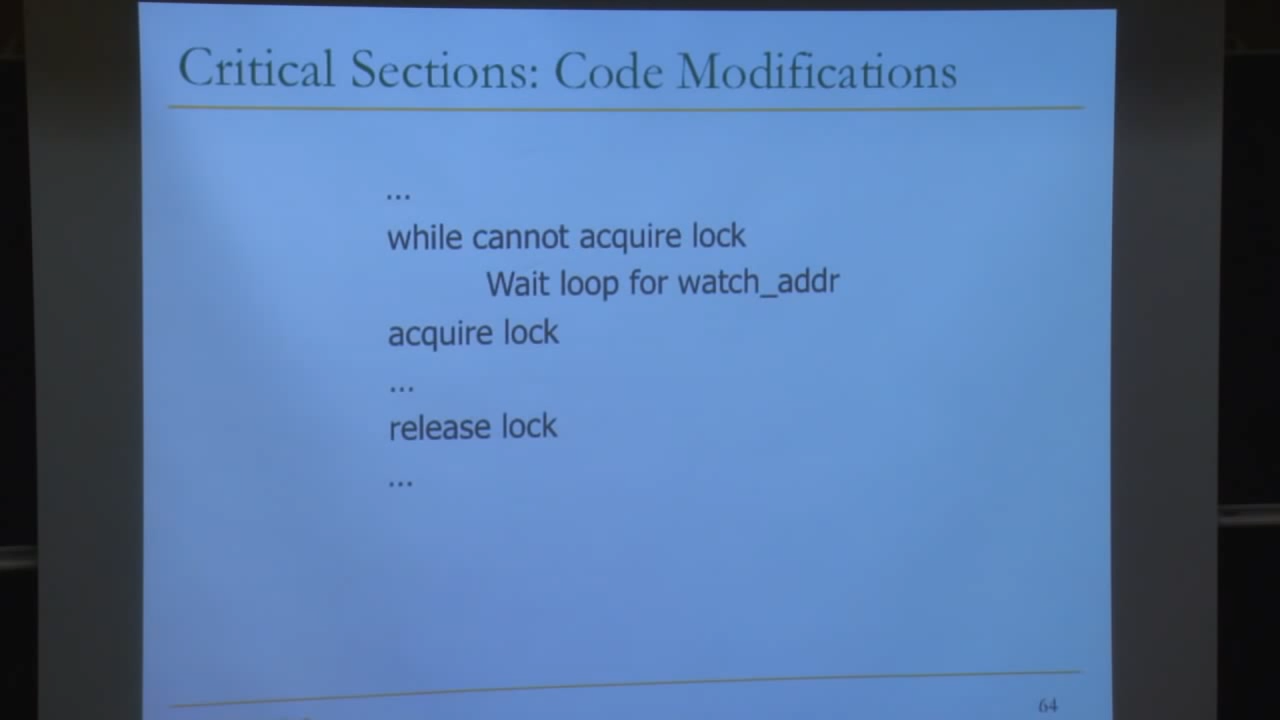 Critical Sections: Code Modifications
...
while cannot acquire lock
Wait loop for watch_addr
acquire lock
...
release lock
...
64